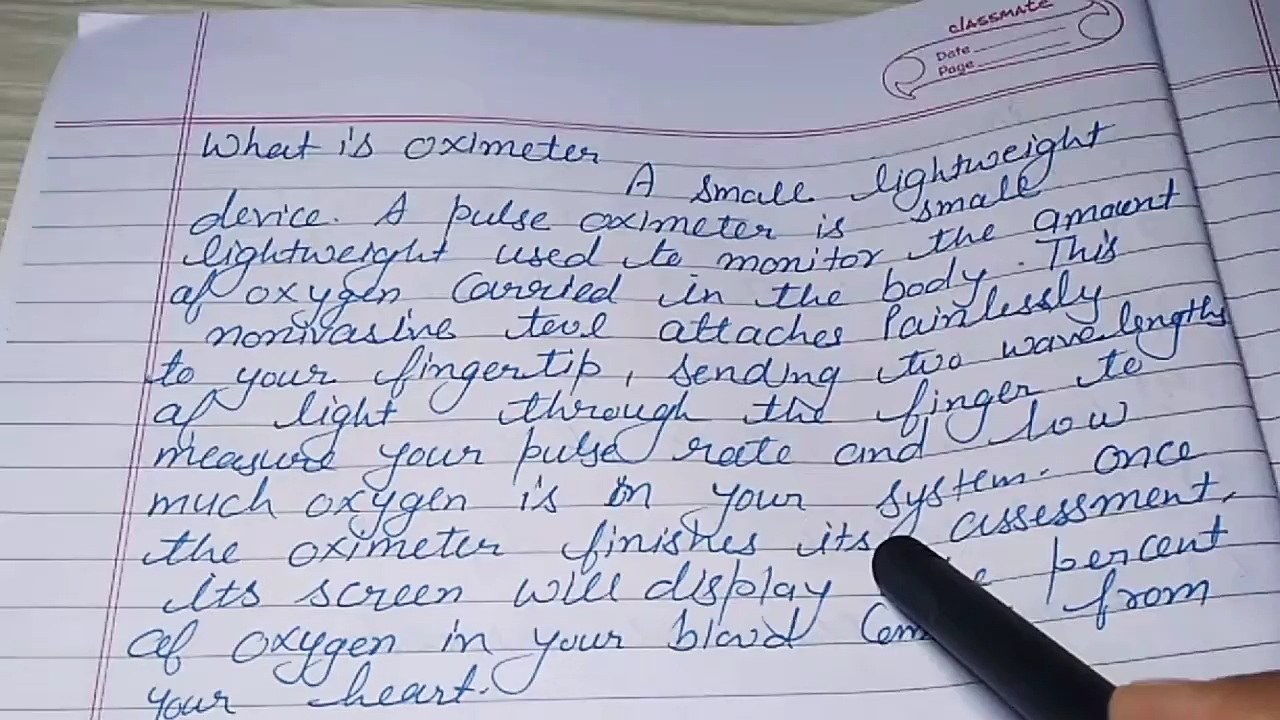 classmate
Date
Page
What is oximeter
A small lightweight
device. A pulse oximeter is small
lightweight used to monitor the amount
of oxygen carried in the body. This
nonivasive tool attaches painlessly
to your fingertip, sending two wavelengths
of light through the finger to
measure your pulse rate and how
much oxygen is in your system. once
the oximeter finishes its assessment,
its screen will display percent
of oxygen in your blood from
your heart.